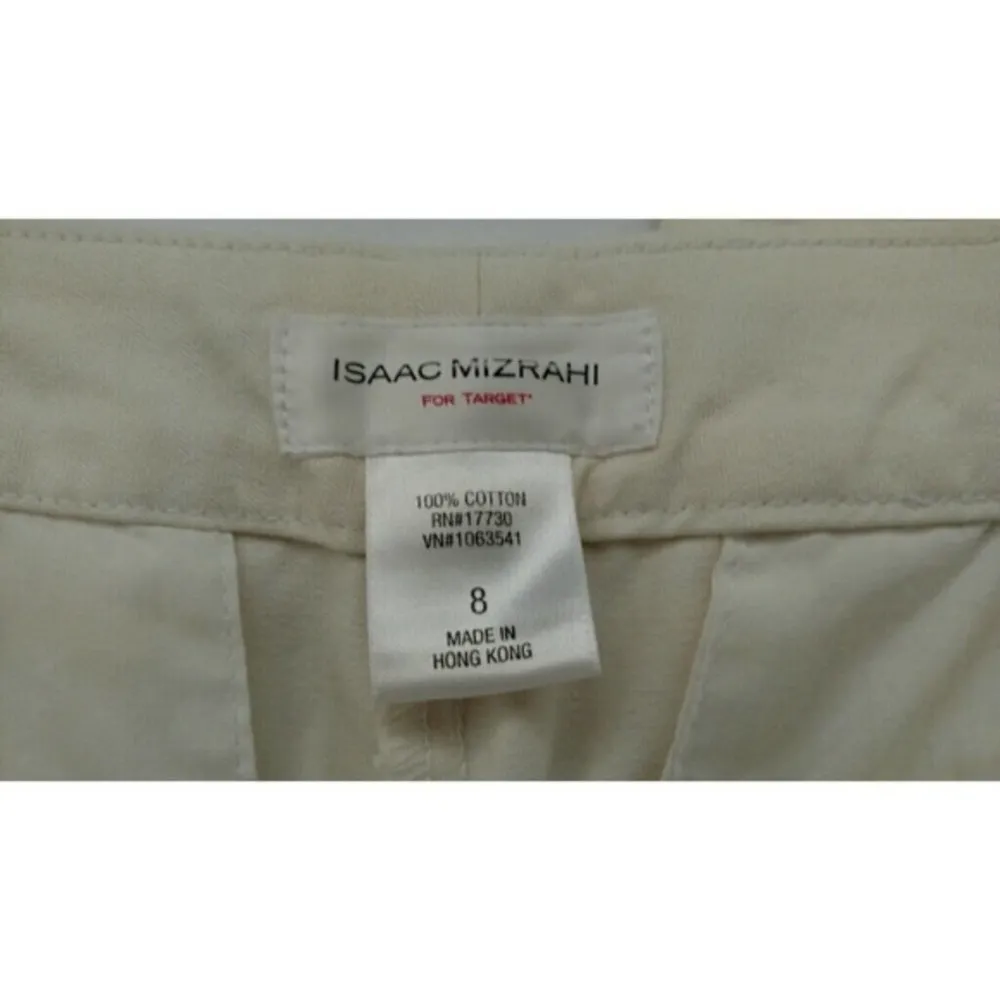 ISAAC MIZRAHI
FOR TARGET*
100% COTTON
RN#17730
VN#1063541
8
MADE IN
HONG KONG